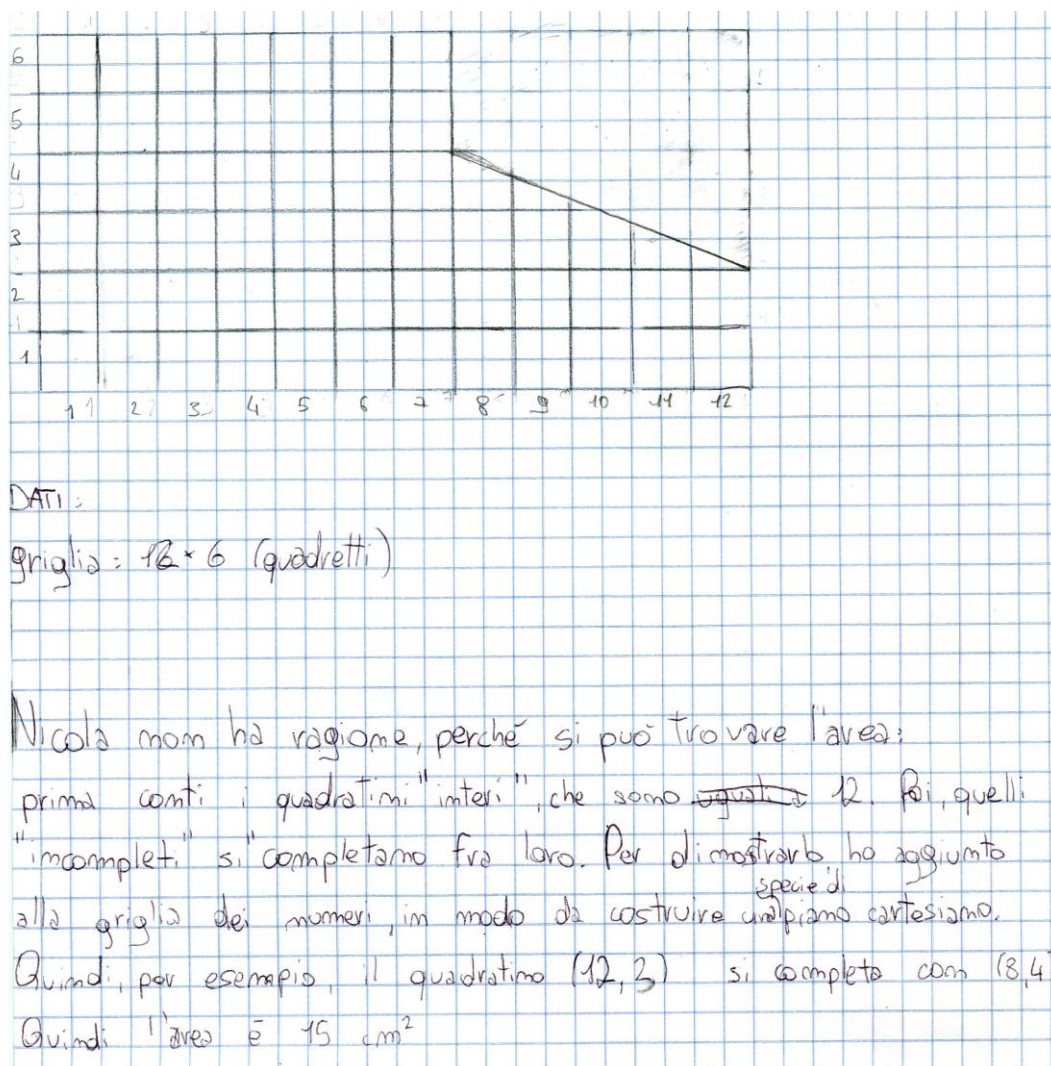 6
5
4
3
2
1
1 2 3 4 5 6 7 8 9 10 11 12
DATI:
griglia: 12 × 6 (quadretti)
Nicola non ha ragione, perché si può trovare l'area:
prima conti i quadratini "interi", che sono uguali a 12. Poi, quelli
"incompleti" si completano fra loro. Per dimostrarlo ho aggiunto
alla griglia dei numeri, in modo da costruire una specie di piano cartesiano.
Quindi, per esempio, il quadratino (12,3) si completa con (8,4
Quindi l'area è 15 cm²